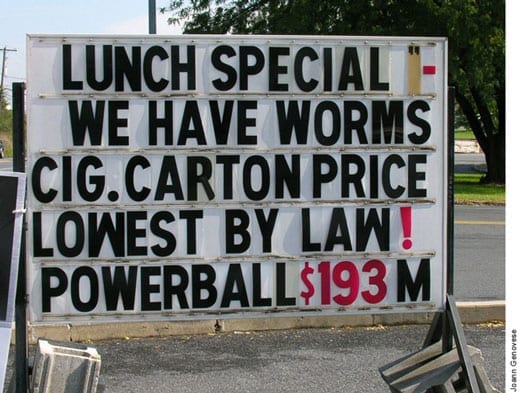 LUNCH SPECIAL "-
WE HAVE WORMS
CIG.CARTON PRICE
LOWEST BY LAW!
POWERBALL $193 M
Joann Genovese